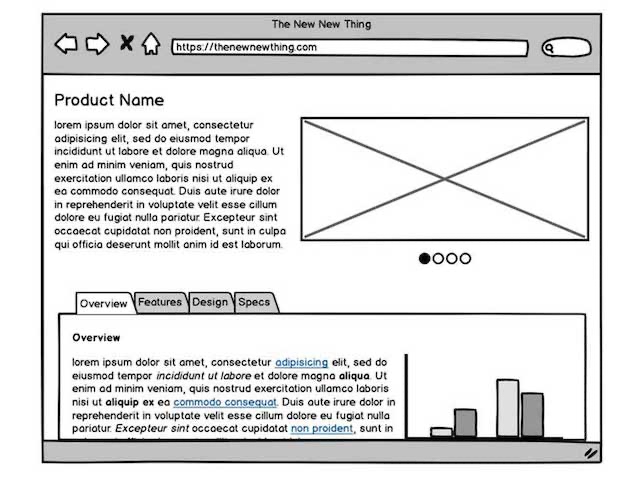 The New New Thing
https://thenewnewthing.com
Product Name
lorem ipsum dolor sit amet, consectetur
adipisicing elit, sed do eiusmod tempor
incididunt ut labore et dolore magna aliqua. Ut
enim ad minim veniam, quis nostrud
exercitation ullamco laboris nisi ut aliquip ex
ea commodo consequat. Duis aute irure dolor
in reprehenderit in voluptate velit esse cillum
dolore eu fugiat nulla pariatur. Excepteur sint
occaecat cupidatat non proident, sunt in culpa
qui officia deserunt mollit anim id est laborum.
Overview Features Design Specs
Overview
lorem ipsum dolor sit amet, consectetur adipisicing elit, sed do
eiusmod tempor incididunt ut labore et dolore magna aliqua. Ut
enim ad minim veniam, quis nostrud exercitation ullamco laboris
nisi ut aliquip ex ea commodo consequat. Duis aute irure dolor in
reprehenderit in voluptate velit esse cillum dolore eu fugiat nulla
pariatur. Excepteur sint occaecat cupidatat non proident, sunt in